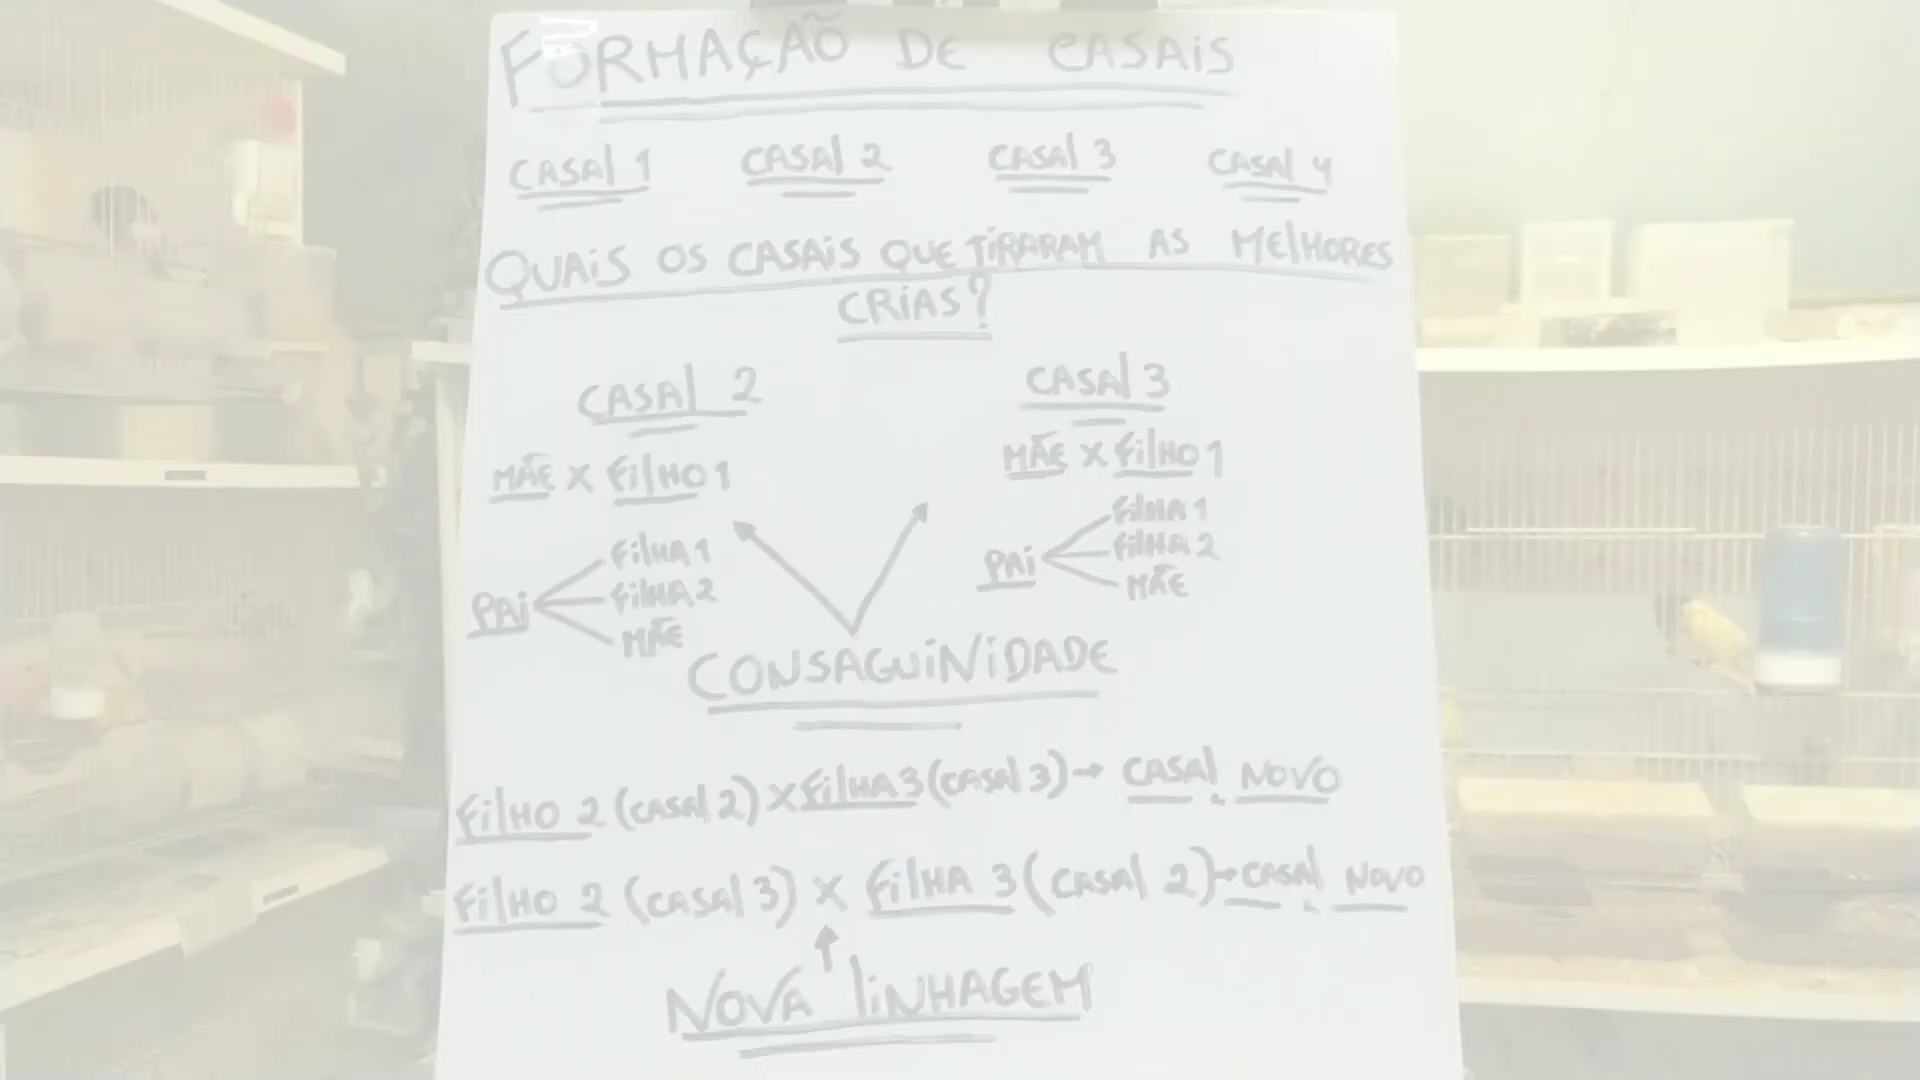 FORMAÇÃO DE CASAIS
CASAL 1 CASAL 2 CASAL 3 CASAL 4
QUAIS OS CASAIS QUE TIRARAM AS MELHORES
CRIAS?
CASAL 2
MÃE X FILHO 1
PAI
FILHA 1
FILHA 2
MÃE
CASAL 3
MÃE X FILHO 1
PAI
FILHA 1
FILHA 2
MÃE
CONSAGUINIDADE
FILHO 2 (CASAL 2) X FILHA 3 (CASAL 3) → CASAL NOVO
FILHO 2 (CASAL 3) X FILHA 3 (CASAL 2) → CASAL NOVO
NOVA LINHAGEM